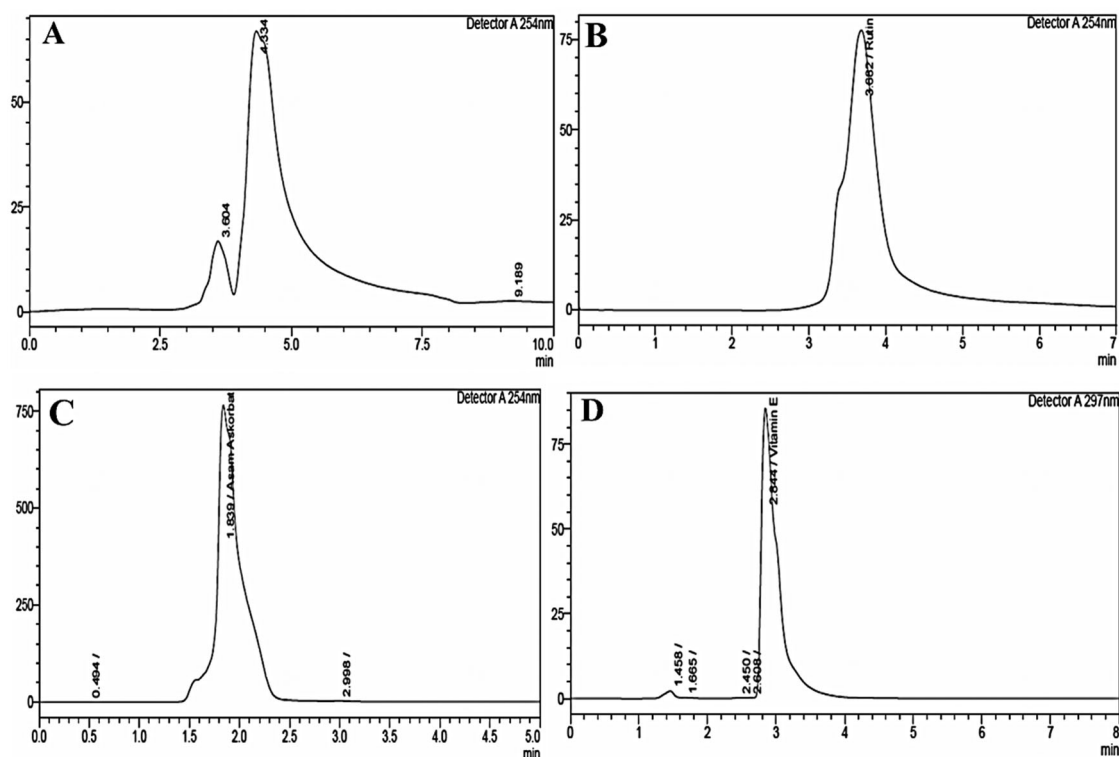 A
Detector A 254nm
4.334
3.604
9.189
50
25
0
0.0 2.5 5.0 7.5 10.0
min
B
Detector A 254nm
3.682 / Rutin
75
50
25
0
0 1 2 3 4 5 6 7
min
C
Detector A 254nm
1.839 / Asam Askorbat
0.494 /
2.998 /
750
500
250
0
0.0 0.5 1.0 1.5 2.0 2.5 3.0 3.5 4.0 4.5 5.0
min
D
Detector A 297nm
2.844 / Vitamin E
1.458 /
1.665 /
2.450 /
2.608 /
75
50
25
0
0 1 2 3 4 5 6 7 8
min